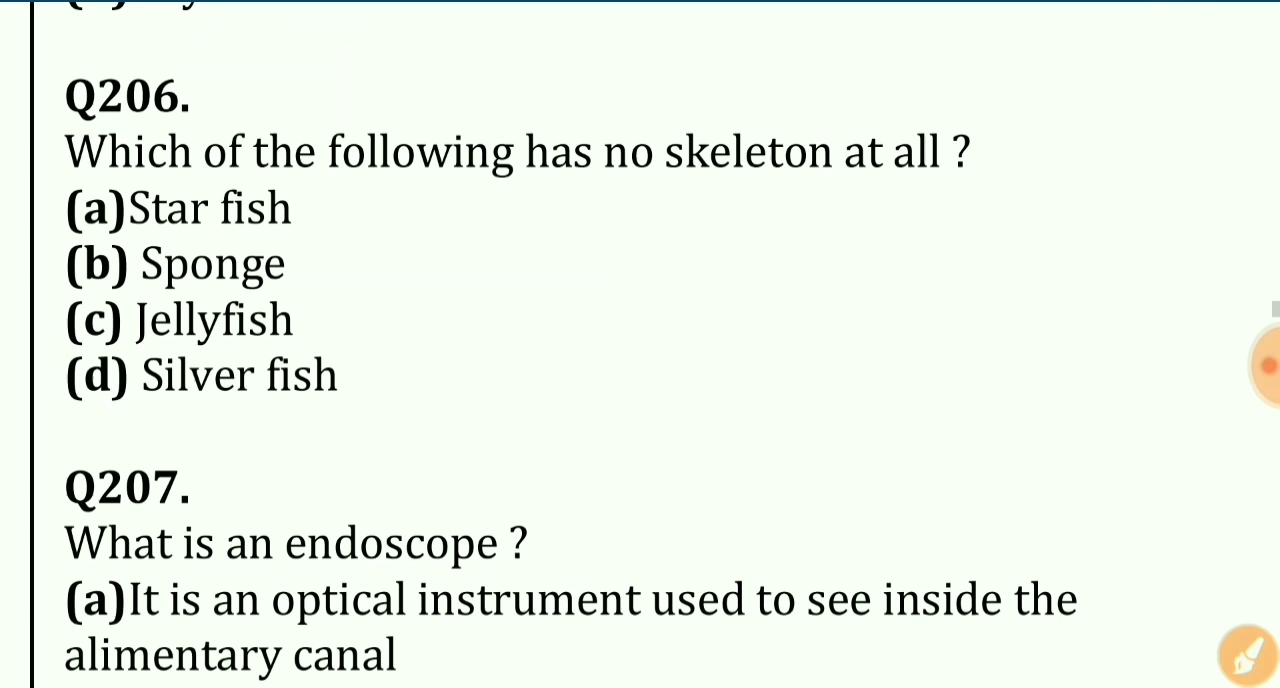 Q206.
Which of the following has no skeleton at all ?
(a)Star fish
(b) Sponge
(c) Jellyfish
(d) Silver fish
Q207.
What is an endoscope ?
(a)It is an optical instrument used to see inside the
alimentary canal